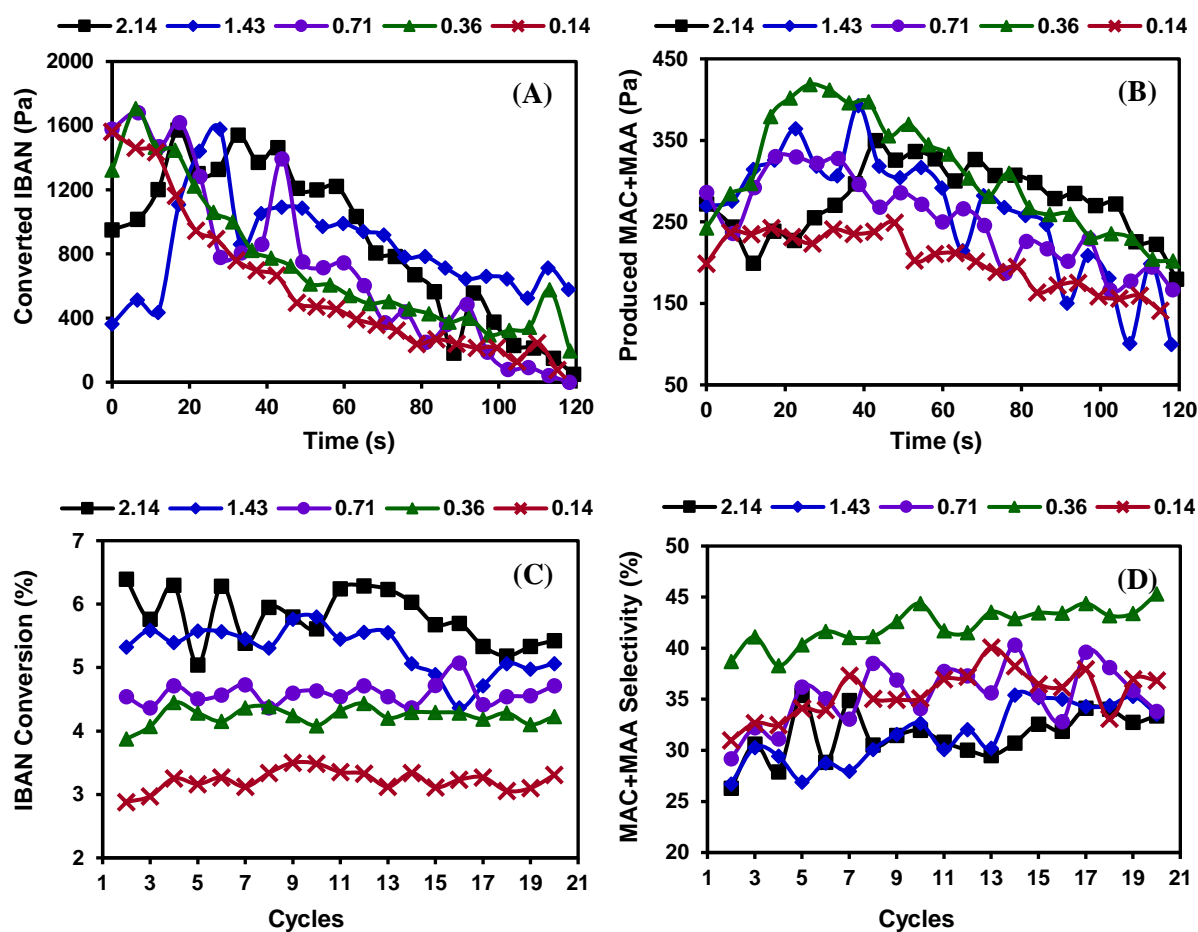 2.14 1.43 0.71 0.36 0.14
2000
1600
1200
800
400
0
Converted IBAN (Pa)
(A)
0 20 40 60 80 100 120
Time (s)
2.14 1.43 0.71 0.36 0.14
450
350
250
150
50
Produced MAC+MAA (Pa)
(B)
0 20 40 60 80 100 120
Time (s)
2.14 1.43 0.71 0.36 0.14
7
6
5
4
3
2
IBAN Conversion (%)
(C)
1 3 5 7 9 11 13 15 17 19 21
Cycles
2.14 1.43 0.71 0.36 0.14
50
45
40
35
30
25
20
MAC+MAA Selectivity (%)
(D)
1 3 5 7 9 11 13 15 17 19 21
Cycles